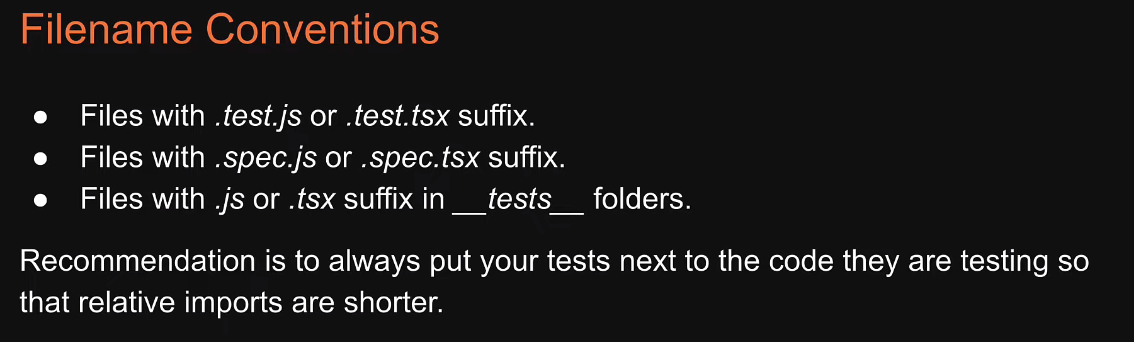 Filename Conventions
● Files with .test.js or .test.tsx suffix.
● Files with .spec.js or .spec.tsx suffix.
● Files with .js or .tsx suffix in __tests__ folders.
Recommendation is to always put your tests next to the code they are testing so
that relative imports are shorter.